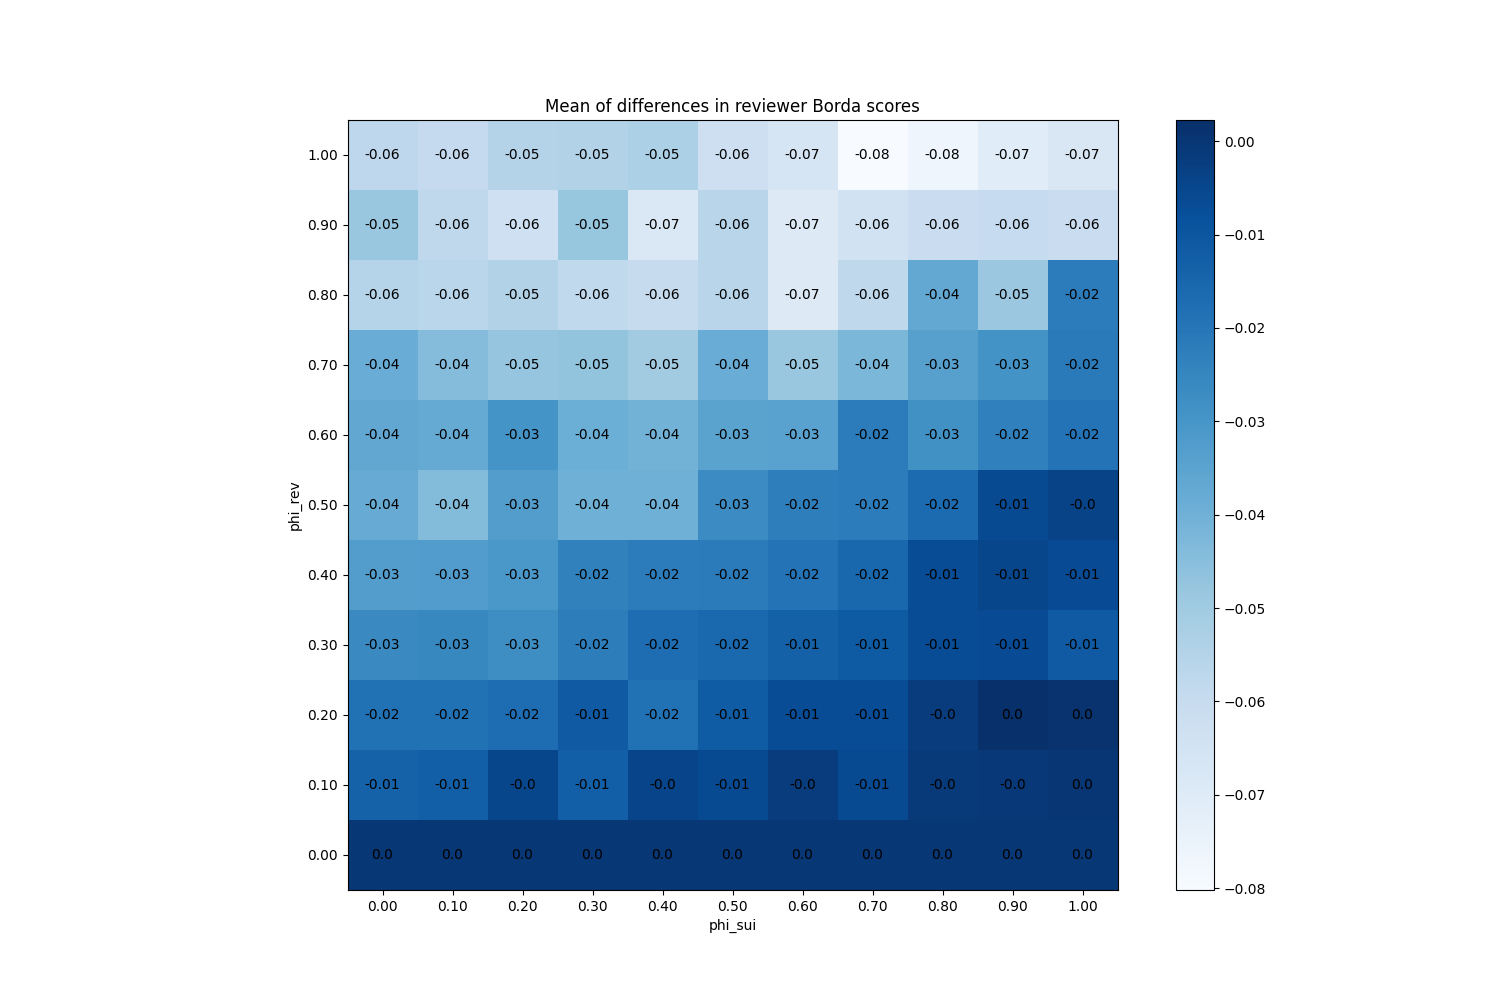 Mean of differences in reviewer Borda scores
1.00 -0.06 -0.06 -0.05 -0.05 -0.05 -0.06 -0.07 -0.08 -0.08 -0.07 -0.07
0.90 -0.05 -0.06 -0.06 -0.05 -0.07 -0.06 -0.07 -0.06 -0.06 -0.06 -0.06
0.80 -0.06 -0.06 -0.05 -0.06 -0.06 -0.06 -0.07 -0.06 -0.04 -0.05 -0.02
0.70 -0.04 -0.04 -0.05 -0.05 -0.05 -0.04 -0.05 -0.04 -0.03 -0.03 -0.02
0.60 -0.04 -0.04 -0.03 -0.04 -0.04 -0.03 -0.03 -0.02 -0.03 -0.02 -0.02
phi_rev
0.50 -0.04 -0.04 -0.03 -0.04 -0.04 -0.03 -0.02 -0.02 -0.02 -0.01 -0.0
0.40 -0.03 -0.03 -0.03 -0.02 -0.02 -0.02 -0.02 -0.02 -0.01 -0.01 -0.01
0.30 -0.03 -0.03 -0.03 -0.02 -0.02 -0.02 -0.01 -0.01 -0.01 -0.01 -0.01
0.20 -0.02 -0.02 -0.02 -0.01 -0.02 -0.01 -0.01 -0.01 -0.0 0.0 0.0
0.10 -0.01 -0.01 -0.0 -0.01 -0.0 -0.01 -0.0 -0.01 -0.0 -0.0 0.0
0.00 0.0 0.0 0.0 0.0 0.0 0.0 0.0 0.0 0.0 0.0 0.0
0.00 0.10 0.20 0.30 0.40 0.50 0.60 0.70 0.80 0.90 1.00
phi_sui
0.00
−0.01
−0.02
−0.03
−0.04
−0.05
−0.06
−0.07
−0.08